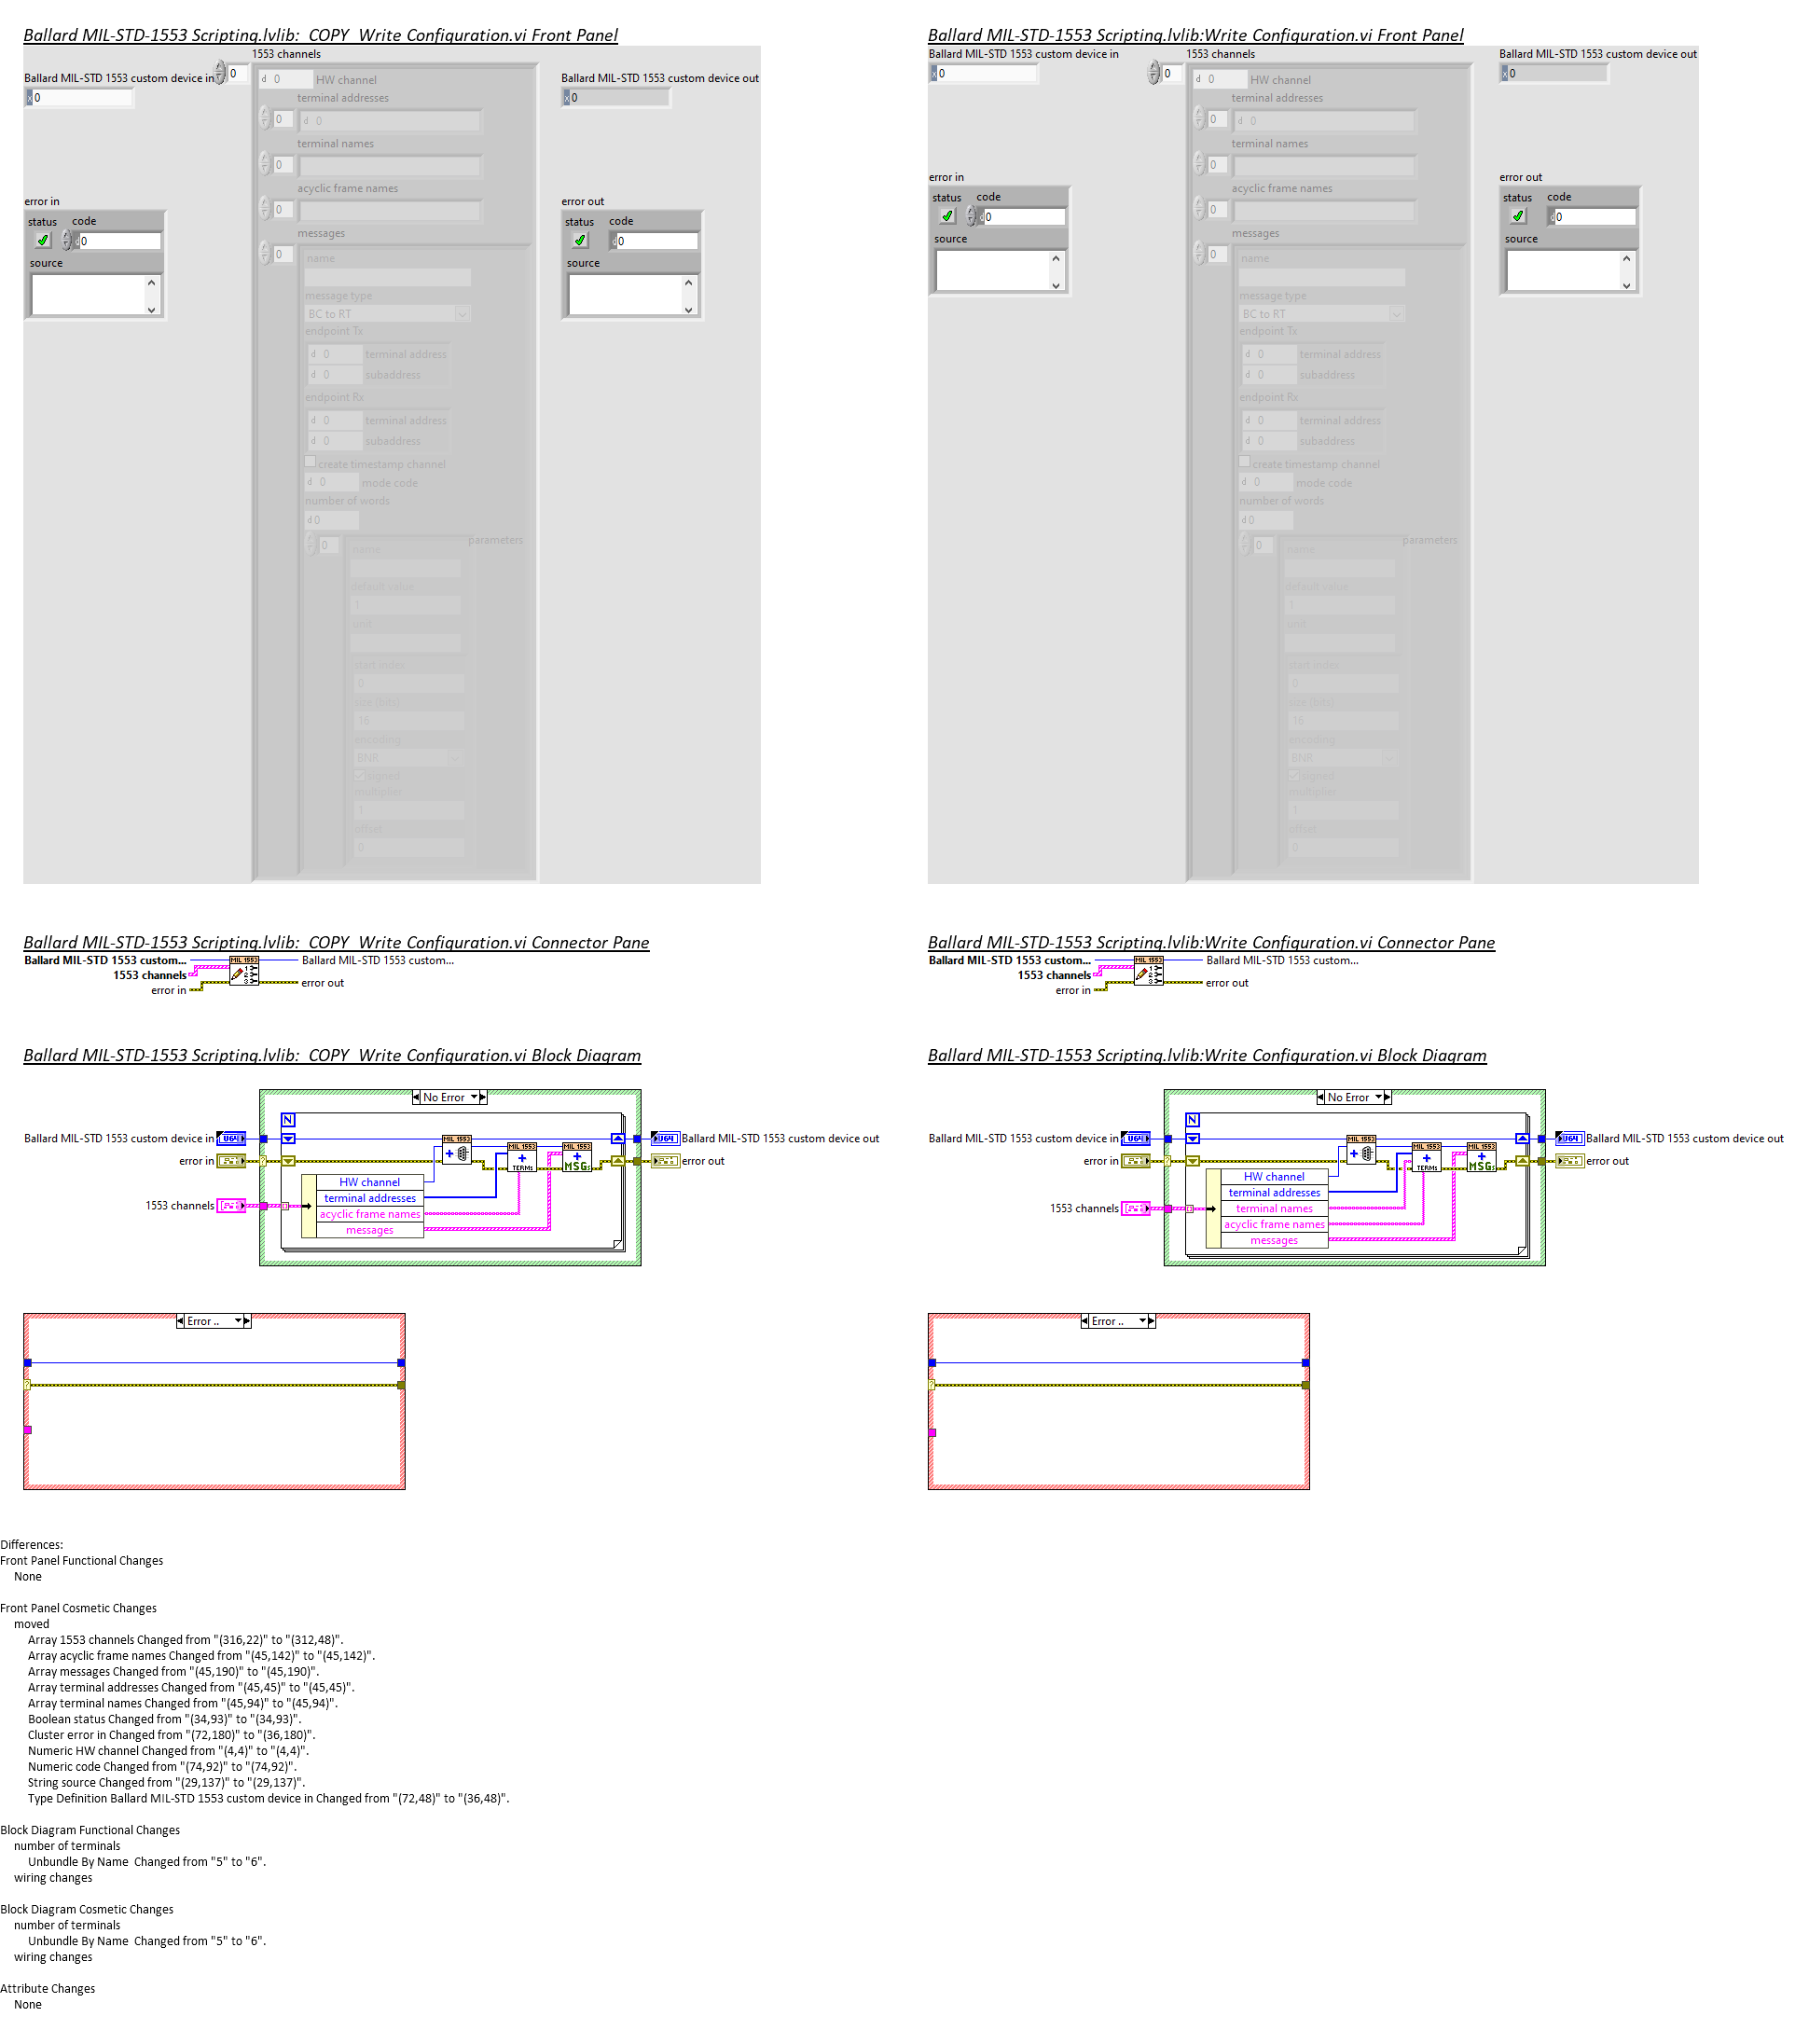 Ballard MIL-STD-1553 Scripting.lvlib:_COPY_Write Configuration.vi Front Panel
1553 channels
Ballard MIL-STD 1553 custom device in
0
x 0
d 0 HW channel
terminal addresses
0
d 0
terminal names
0
acyclic frame names
0
messages
0
name
message type
BC to RT
endpoint Tx
d 0 terminal address
d 0 subaddress
endpoint Rx
d 0 terminal address
d 0 subaddress
create timestamp channel
d 0 mode code
number of words
d 0
0
parameters
name
default value
1
unit
start index
0
size (bits)
16
encoding
BNR
signed
multiplier
1
offset
0
Ballard MIL-STD 1553 custom device out
x 0
error in
status code
d 0
source
error out
status code
d 0
source
Ballard MIL-STD-1553 Scripting.lvlib:Write Configuration.vi Front Panel
Ballard MIL-STD 1553 custom device in
x 0
1553 channels
0
d 0 HW channel
terminal addresses
0
d 0
terminal names
0
acyclic frame names
0
messages
0
name
message type
BC to RT
endpoint Tx
d 0 terminal address
d 0 subaddress
endpoint Rx
d 0 terminal address
d 0 subaddress
create timestamp channel
d 0 mode code
number of words
d 0
0
parameters
name
default value
1
unit
start index
0
size (bits)
16
encoding
BNR
signed
multiplier
1
offset
0
Ballard MIL-STD 1553 custom device out
x 0
error in
status code
d 0
source
error out
status code
d 0
source
Ballard MIL-STD-1553 Scripting.lvlib:_COPY_Write Configuration.vi Connector Pane
Ballard MIL-STD 1553 custom...
1553 channels
error in
MIL 1553
1
2
3
Ballard MIL-STD 1553 custom...
error out
Ballard MIL-STD-1553 Scripting.lvlib:Write Configuration.vi Connector Pane
Ballard MIL-STD 1553 custom...
1553 channels
error in
MIL 1553
1
2
3
Ballard MIL-STD 1553 custom...
error out
Ballard MIL-STD-1553 Scripting.lvlib:_COPY_Write Configuration.vi Block Diagram
No Error
N
Ballard MIL-STD 1553 custom device in
U64
error in
1553 channels
MIL 1553
MIL 1553
TERMs
MIL 1553
MSGs
HW channel
terminal addresses
acyclic frame names
messages
U64
Ballard MIL-STD 1553 custom device out
error out
Error ..
?
Ballard MIL-STD-1553 Scripting.lvlib:Write Configuration.vi Block Diagram
No Error
N
Ballard MIL-STD 1553 custom device in
U64
error in
1553 channels
MIL 1553
MIL 1553
TERMs
MIL 1553
MSGs
HW channel
terminal addresses
terminal names
acyclic frame names
messages
U64
Ballard MIL-STD 1553 custom device out
error out
Error ..
?
Differences:
Front Panel Functional Changes
None
Front Panel Cosmetic Changes
moved
Array 1553 channels Changed from "(316,22)" to "(312,48)".
Array acyclic frame names Changed from "(45,142)" to "(45,142)".
Array messages Changed from "(45,190)" to "(45,190)".
Array terminal addresses Changed from "(45,45)" to "(45,45)".
Array terminal names Changed from "(45,94)" to "(45,94)".
Boolean status Changed from "(34,93)" to "(34,93)".
Cluster error in Changed from "(72,180)" to "(36,180)".
Numeric HW channel Changed from "(4,4)" to "(4,4)".
Numeric code Changed from "(74,92)" to "(74,92)".
String source Changed from "(29,137)" to "(29,137)".
Type Definition Ballard MIL-STD 1553 custom device in Changed from "(72,48)" to "(36,48)".
Block Diagram Functional Changes
number of terminals
Unbundle By Name  Changed from "5" to "6".
wiring changes
Block Diagram Cosmetic Changes
number of terminals
Unbundle By Name  Changed from "5" to "6".
wiring changes
Attribute Changes
None